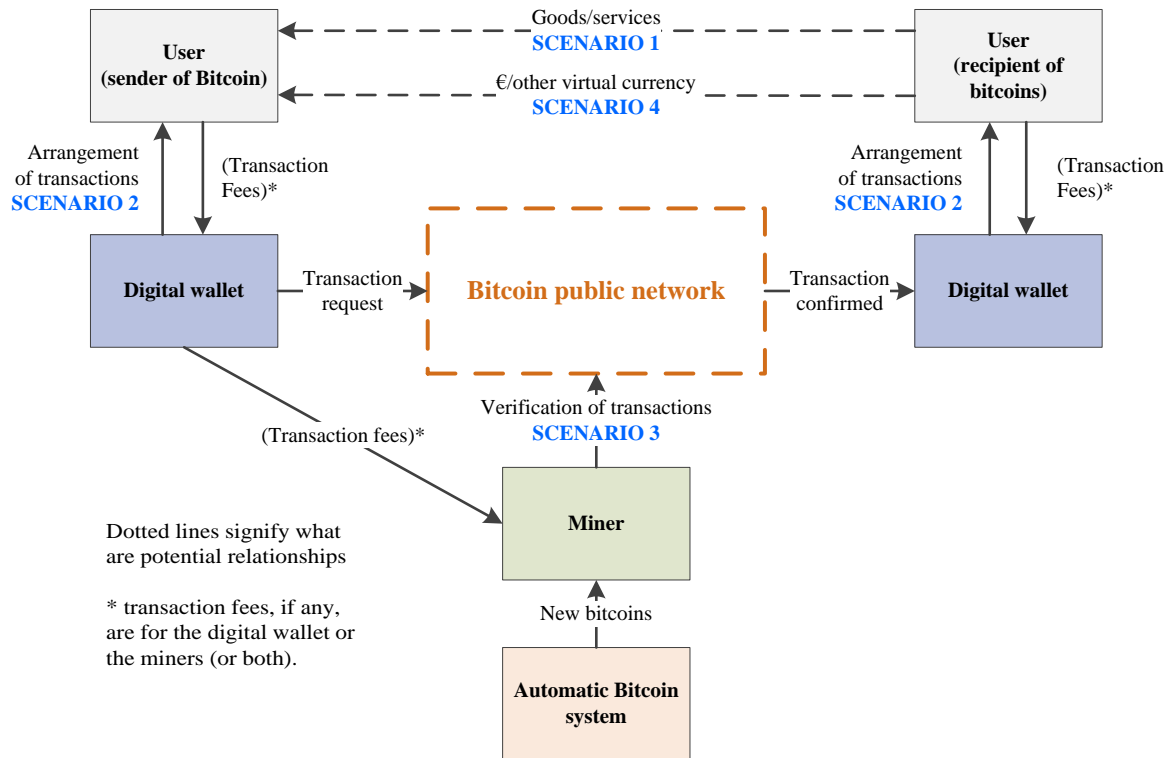 Goods/services
SCENARIO 1
User
(sender of Bitcoin)
User
(recipient of
bitcoins)
€/other virtual currency
SCENARIO 4
Arrangement
of transactions
SCENARIO 2
(Transaction
Fees)*
Arrangement
of transactions
SCENARIO 2
(Transaction
Fees)*
Digital wallet
Transaction
request
Bitcoin public network
Transaction
confirmed
Digital wallet
Verification of transactions
SCENARIO 3
(Transaction fees)*
Miner
Dotted lines signify what
are potential relationships
* transaction fees, if any,
are for the digital wallet or
the miners (or both).
New bitcoins
Automatic Bitcoin
system